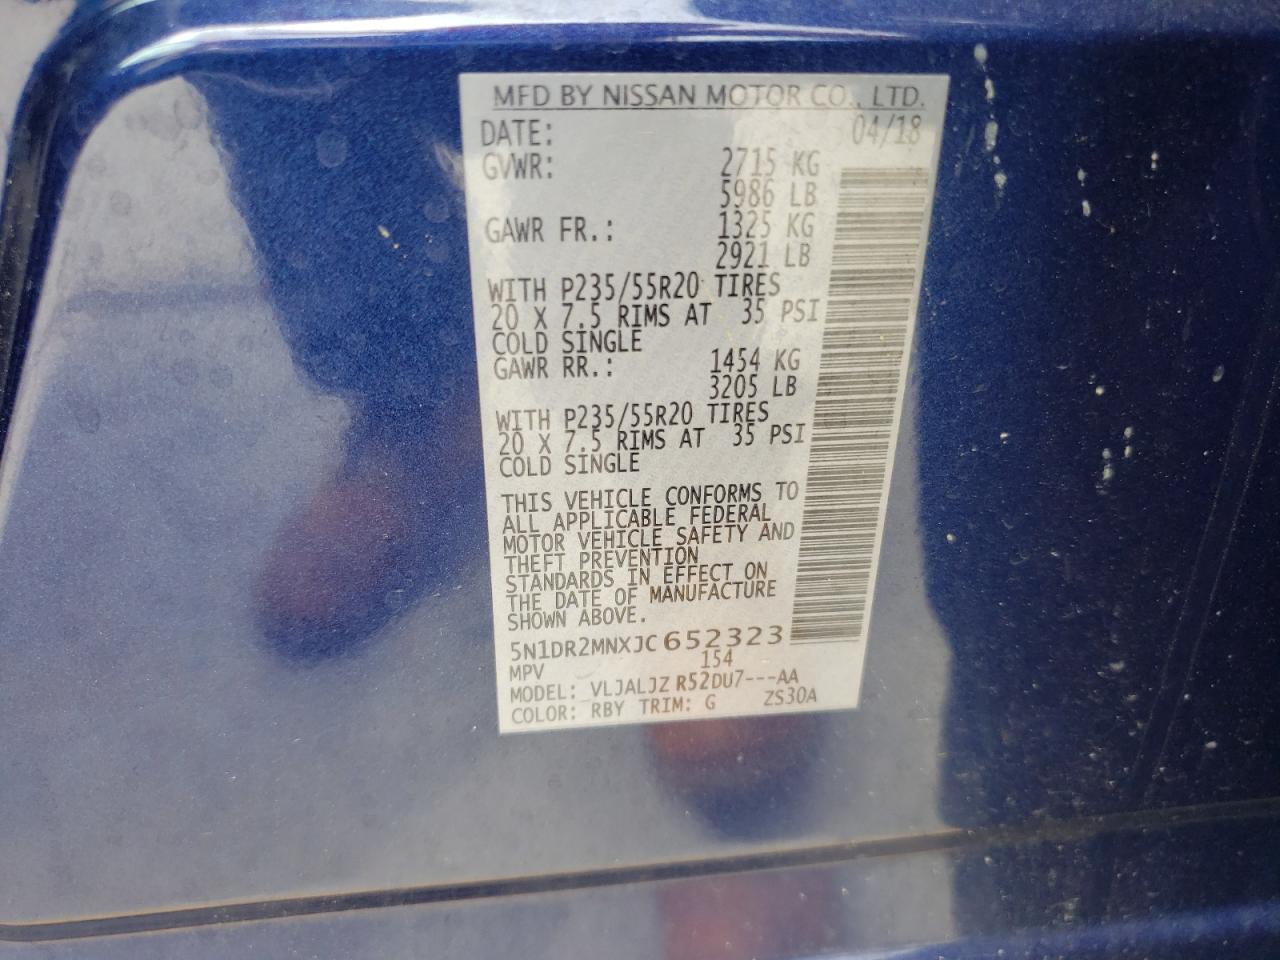 MFD BY NISSAN MOTOR CO., LTD.
DATE: 04/18
GVWR: 2715 KG
5986 LB
GAWR FR.: 1325 KG
2921 LB
WITH P235/55R20 TIRES
20 X 7.5 RIMS AT 35 PSI
COLD SINGLE
GAWR RR.: 1454 KG
3205 LB
WITH P235/55R20 TIRES
20 X 7.5 RIMS AT 35 PSI
COLD SINGLE
THIS VEHICLE CONFORMS TO
ALL APPLICABLE FEDERAL
MOTOR VEHICLE SAFETY AND
THEFT PREVENTION
STANDARDS IN EFFECT ON
THE DATE OF MANUFACTURE
SHOWN ABOVE.
5N1DR2MNXJC652323
MPV 154
MODEL: VLJALJZ R52DU7---AA
COLOR: RBY TRIM: G ZS30A